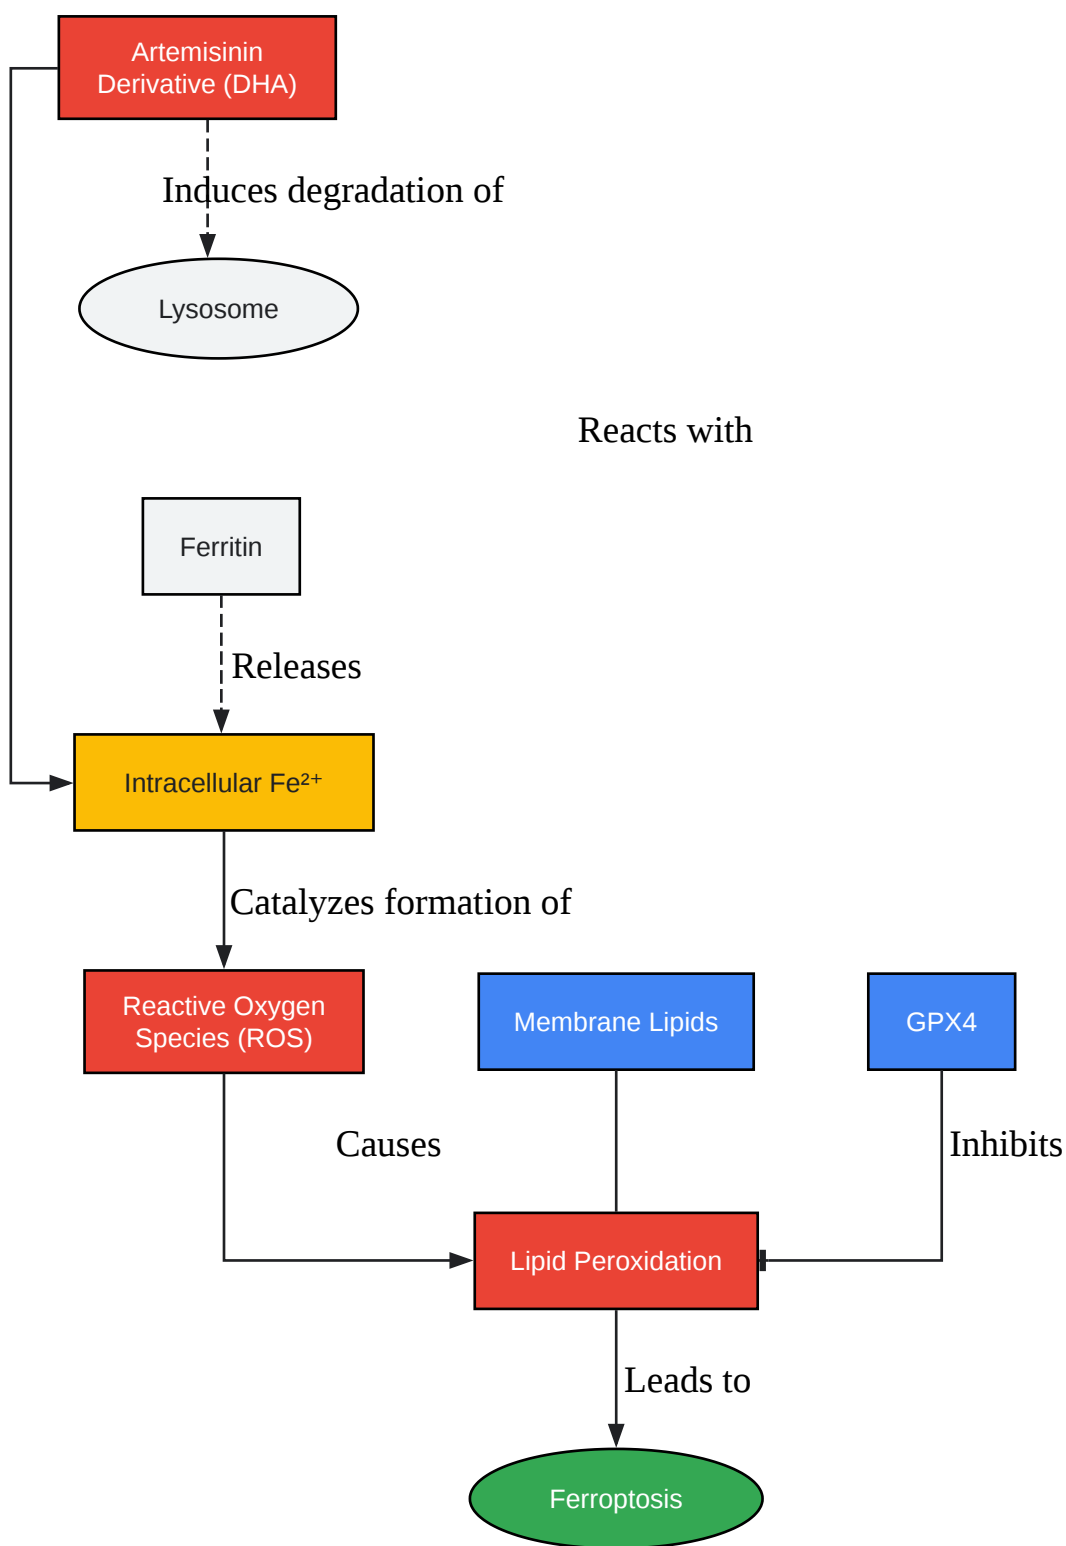 Artemisinin
Derivative (DHA)
Induces degradation of
Lysosome
Reacts with
Ferritin
Releases
Intracellular Fe²⁺
Catalyzes formation of
Reactive Oxygen
Species (ROS)
Membrane Lipids
GPX4
Causes
Inhibits
Lipid Peroxidation
Leads to
Ferroptosis